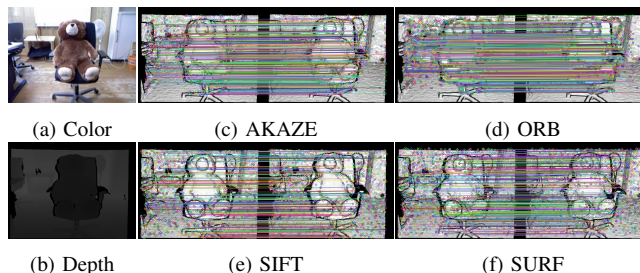 (a) Color
(c) AKAZE
(d) ORB
(b) Depth
(e) SIFT
(f) SURF